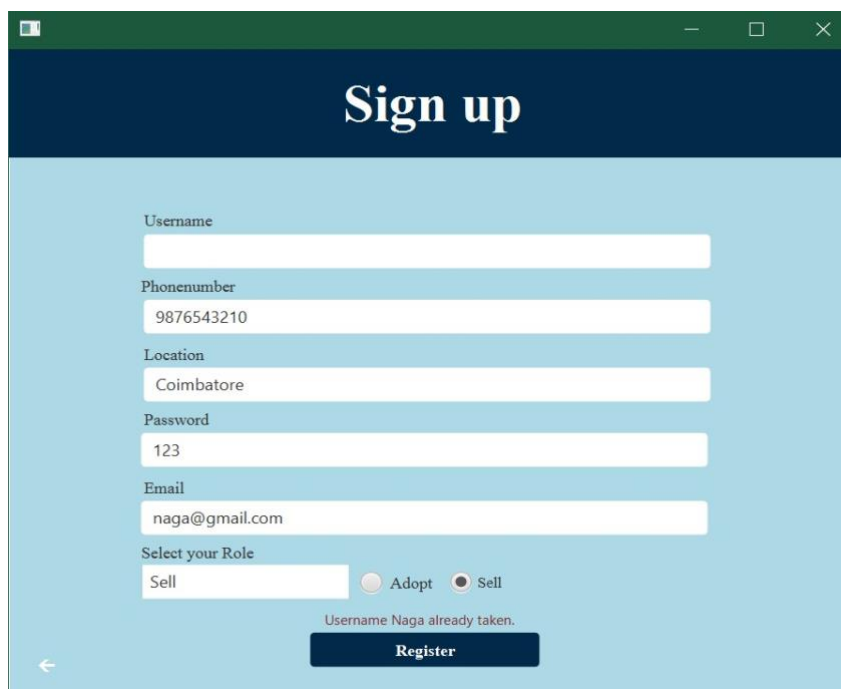 Sign up
Username
Phonenumber
9876543210
Location
Coimbatore
Password
123
Email
naga@gmail.com
Select your Role
Sell Adopt Sell
Username Naga already taken.
Register